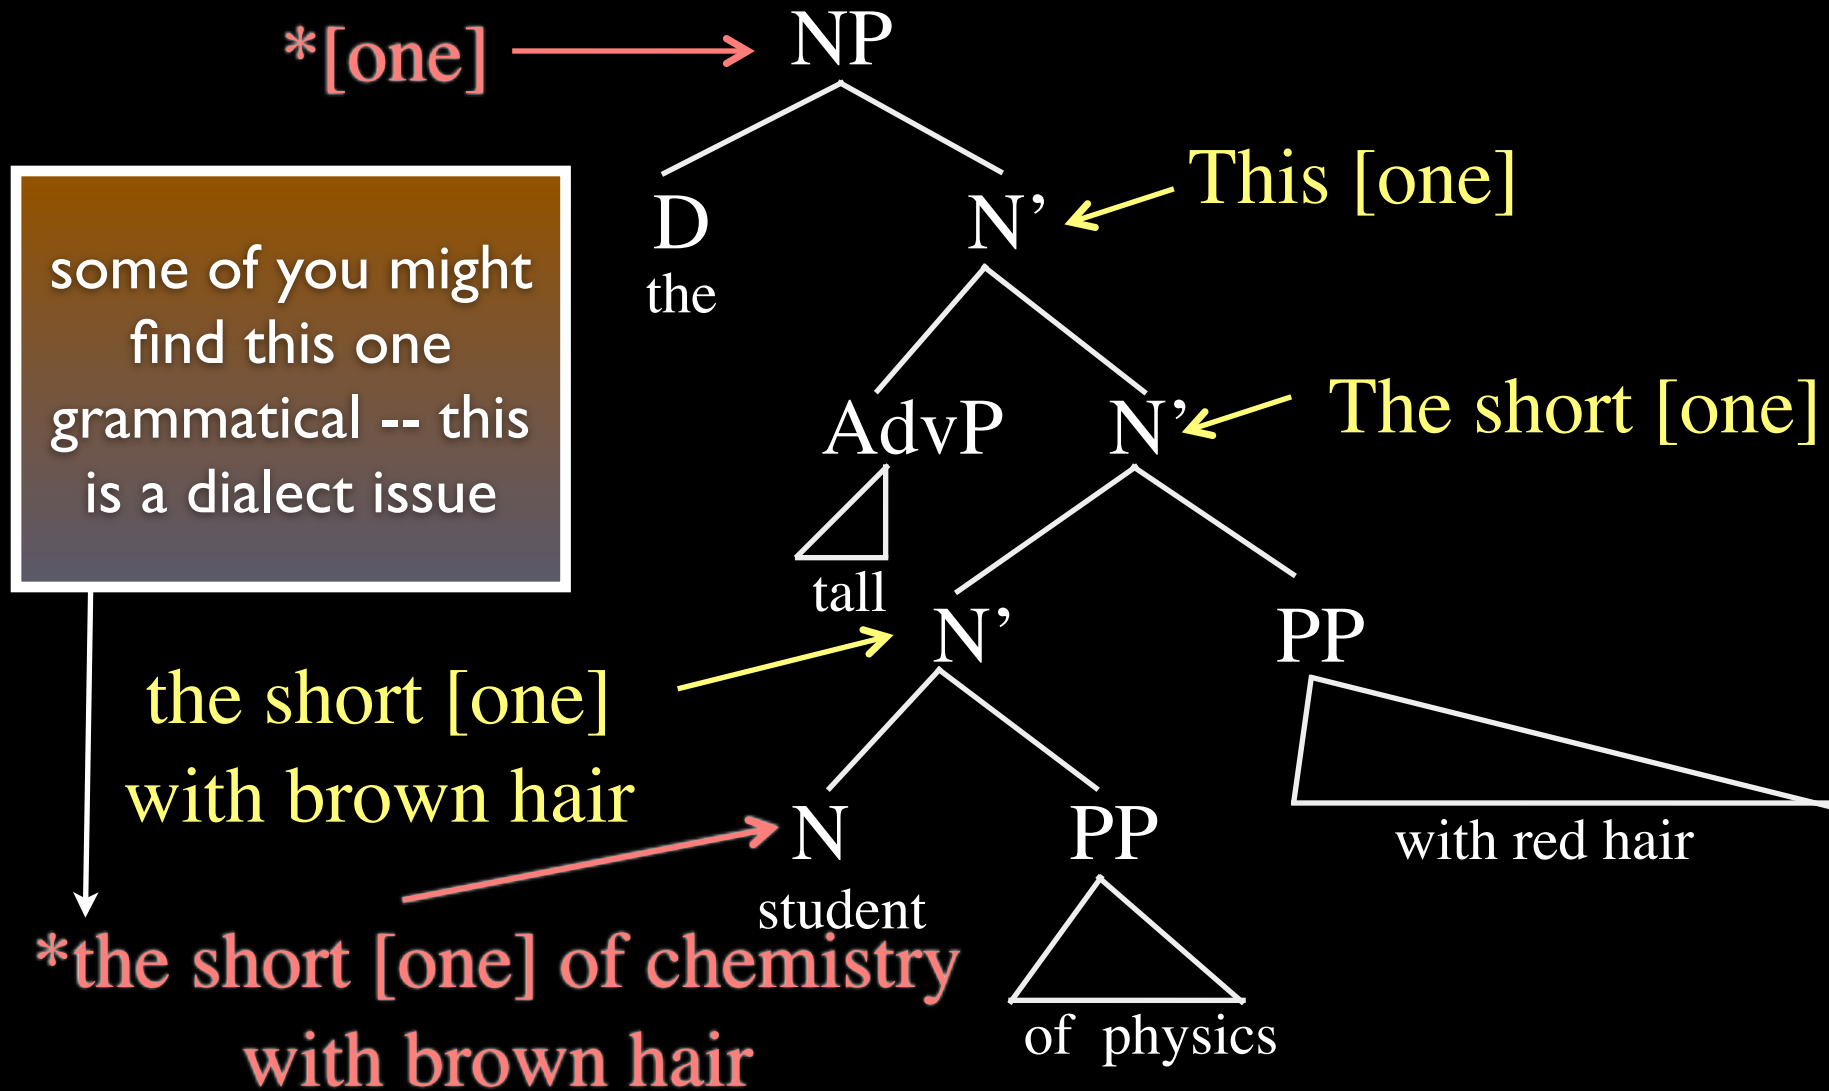 *[one]
NP
This [one]
D
N’
the
some of you might
find this one
grammatical -- this
is a dialect issue
The short [one]
AdvP
N’
tall
N’
PP
the short [one]
with brown hair
N
PP
with red hair
student
*the short [one] of chemistry
with brown hair
of physics